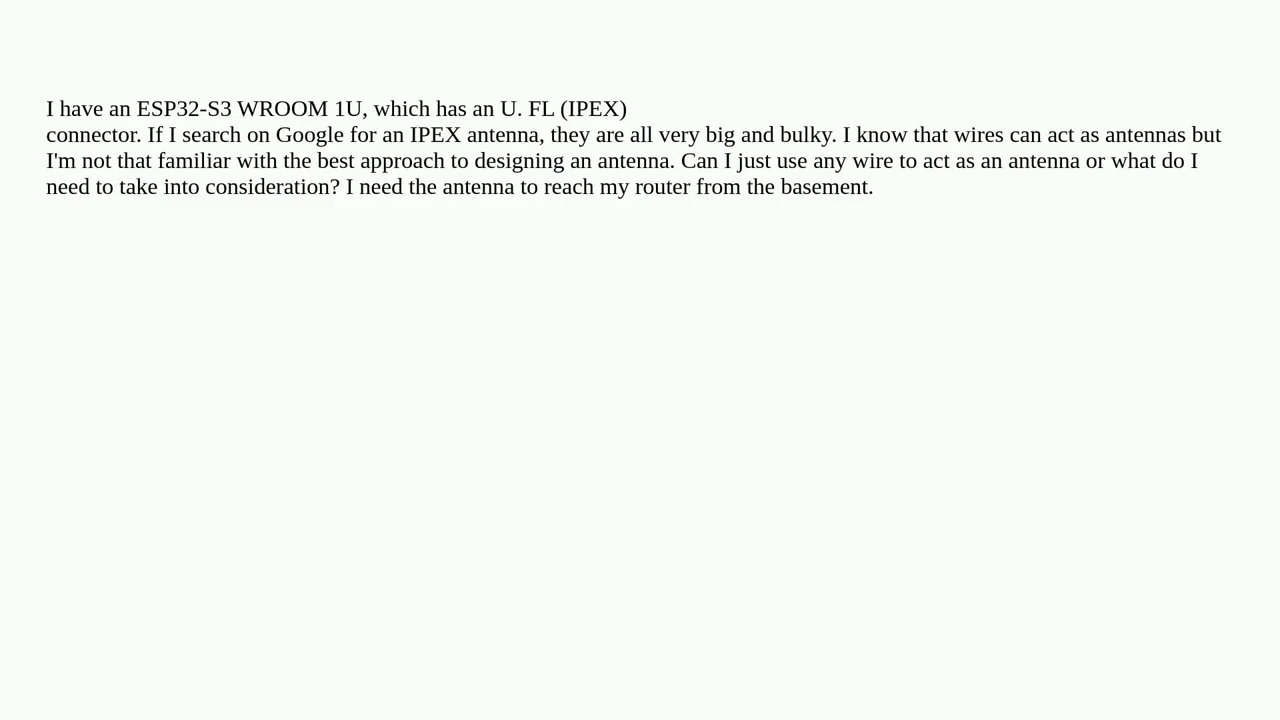 I have an ESP32-S3 WROOM 1U, which has an U. FL (IPEX)
connector. If I search on Google for an IPEX antenna, they are all very big and bulky. I know that wires can act as antennas but
I'm not that familiar with the best approach to designing an antenna. Can I just use any wire to act as an antenna or what do I
need to take into consideration? I need the antenna to reach my router from the basement.